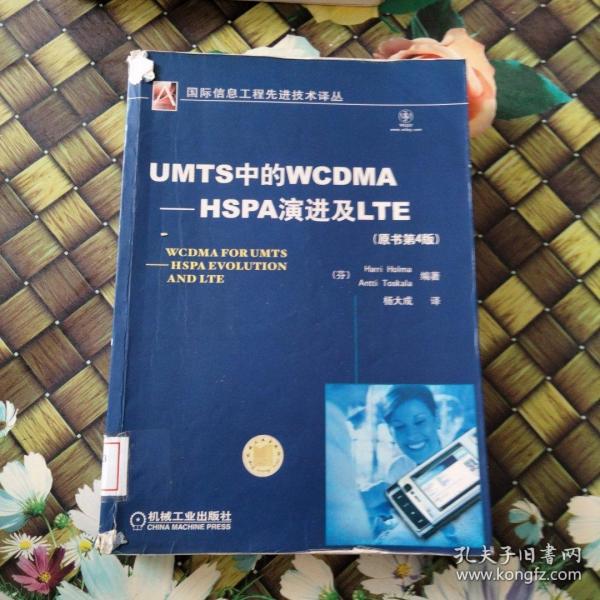 国际信息工程先进技术译丛
UMTS中的WCDMA
——HSPA演进及LTE
(原书第4版)
WCDMA FOR UMTS
—HSPA EVOLUTION
AND LTE
(芬) Harri Holma
Antti Toskala 编著
杨大成 译
机械工业出版社
CHINA MACHINE PRESS
孔夫子旧书网
www.kongfz.com